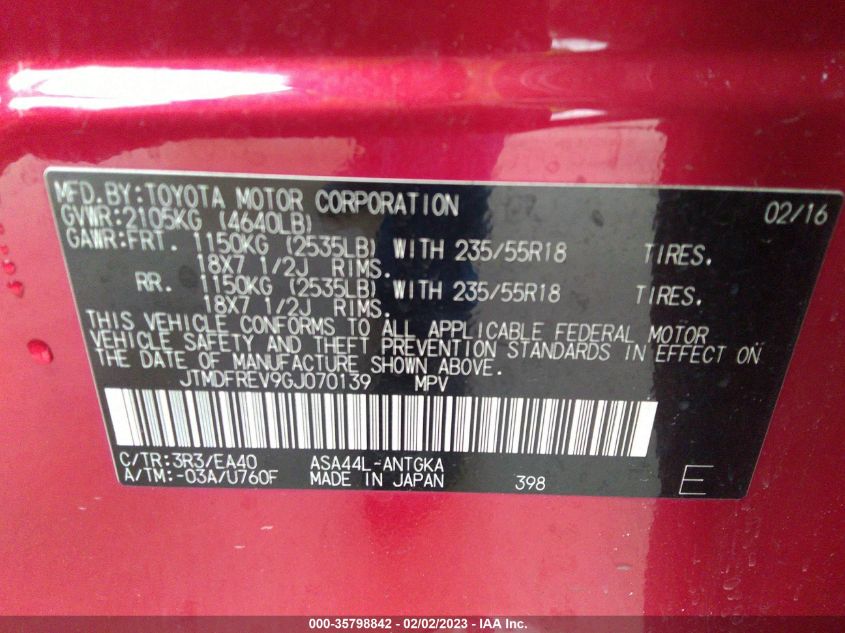 MFD.BY:TOYOTA MOTOR CORPORATION 02/16
GVWR:2105KG (4640LB)
GAWR:FRT. 1150KG (2535LB) WITH 235/55R18 TIRES.
18X7 1/2J RIMS.
RR. 1150KG (2535LB) WITH 235/55R18 TIRES.
18X7 1/2J RIMS.
THIS VEHICLE CONFORMS TO ALL APPLICABLE FEDERAL MOTOR
VEHICLE SAFETY AND THEFT PREVENTION STANDARDS IN EFFECT ON
THE DATE OF MANUFACTURE SHOWN ABOVE.
JTMDFREV9GJ070139 MPV
C/TR:3R3/EA40 ASA44L-ANTGKA
A/TM:-03A/U760F MADE IN JAPAN 398 E
000-35798842 - 02/02/2023 - IAA Inc.